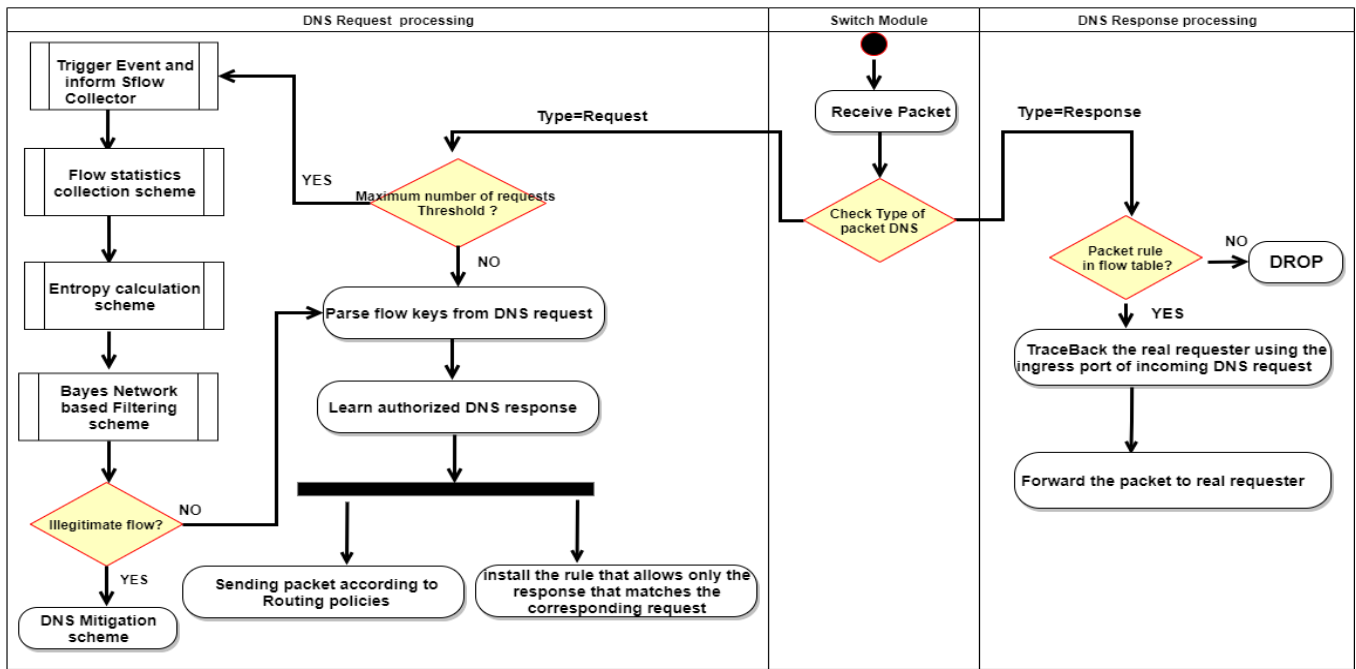 DNS Request processing
Switch Module
DNS Response processing
Trigger Event and
inform Sflow
Collector
Flow statistics
collection scheme
Entropy calculation
scheme
Bayes Network
based Filtering
scheme
Illegitimate flow?
NO
YES
DNS Mitigation
scheme
YES
Type=Request
Maximum number of requests
Threshold ?
NO
Parse flow keys from DNS request
Learn authorized DNS response
Sending packet according to
Routing policies
install the rule that allows only the
response that matches the
corresponding request
Receive Packet
Check Type of
packet DNS
Type=Response
Packet rule
in flow table?
NO
DROP
YES
TraceBack the real requester using the
ingress port of incoming DNS request
Forward the packet to real requester